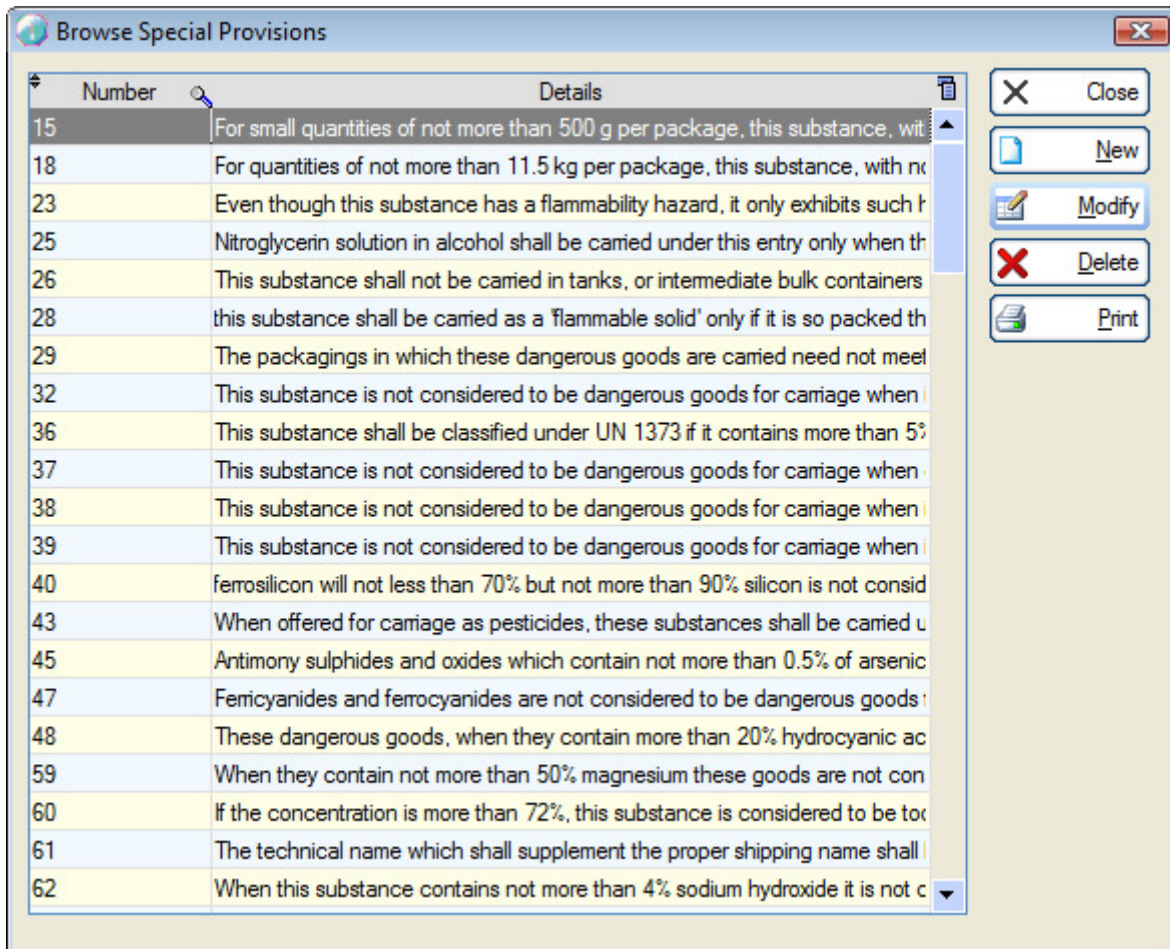 Browse Special Provisions
Number Details
15 For small quantities of not more than 500 g per package, this substance, wit
18 For quantities of not more than 11.5 kg per package, this substance, with no
23 Even though this substance has a flammability hazard, it only exhibits such h
25 Nitroglycerin solution in alcohol shall be carried under this entry only when th
26 This substance shall not be carried in tanks, or intermediate bulk containers
28 this substance shall be carried as a 'flammable solid' only if it is so packed th
29 The packagings in which these dangerous goods are carried need not meet
32 This substance is not considered to be dangerous goods for carriage when i
36 This substance shall be classified under UN 1373 if it contains more than 5%
37 This substance is not considered to be dangerous goods for carriage when
38 This substance is not considered to be dangerous goods for carriage when i
39 This substance is not considered to be dangerous goods for carriage when i
40 ferrosilicon will not less than 70% but not more than 90% silicon is not consid
43 When offered for carriage as pesticides, these substances shall be carried u
45 Antimony sulphides and oxides which contain not more than 0.5% of arsenic
47 Ferricyanides and ferrocyanides are not considered to be dangerous goods
48 These dangerous goods, when they contain more than 20% hydrocyanic ac
59 When they contain not more than 50% magnesium these goods are not con
60 If the concentration is more than 72%, this substance is considered to be too
61 The technical name which shall supplement the proper shipping name shall
62 When this substance contains not more than 4% sodium hydroxide it is not c
Close
New
Modify
Delete
Print